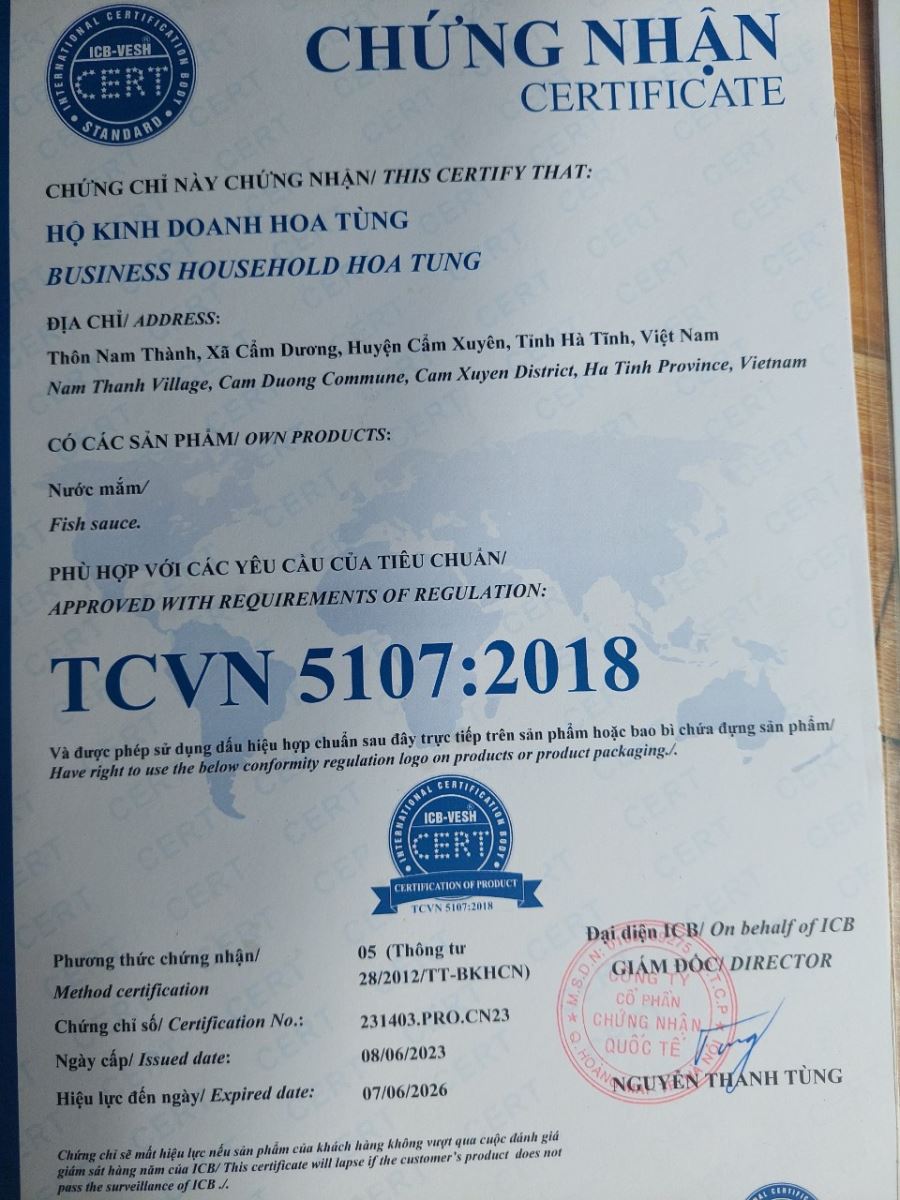 INTERNATIONAL CERTIFICATION BODY
ICB-VESH
CERT
STANDARD
CHỨNG NHẬN
CERTIFICATE
CHỨNG CHỈ NÀY CHỨNG NHẬN/ THIS CERTIFY THAT:
HỘ KINH DOANH HOA TÙNG
BUSINESS HOUSEHOLD HOA TUNG
ĐỊA CHỈ/ ADDRESS:
Thôn Nam Thành, Xã Cẩm Dương, Huyện Cẩm Xuyên, Tỉnh Hà Tĩnh, Việt Nam
Nam Thanh Village, Cam Duong Commune, Cam Xuyen District, Ha Tinh Province, Vietnam
CÓ CÁC SẢN PHẨM/ OWN PRODUCTS:
Nước mắm/
Fish sauce.
PHÙ HỢP VỚI CÁC YÊU CẦU CỦA TIÊU CHUẨN/
APPROVED WITH REQUIREMENTS OF REGULATION:
TCVN 5107:2018
Và được phép sử dụng dấu hiệu hợp chuẩn sau đây trực tiếp trên sản phẩm hoặc bao bì chứa đựng sản phẩm/
Have right to use the below conformity regulation logo on products or product packaging./.
INTERNATIONAL CERTIFICATION BODY
ICB-VESH
CERT
CERTIFICATION OF PRODUCT
TCVN 5107:2018
Đại diện ICB/ On behalf of ICB
GIÁM ĐỐC/ DIRECTOR
CÔNG TY
CỔ PHẦN
CHỨNG NHẬN
QUỐC TẾ
NGUYỄN THANH TÙNG
Phương thức chứng nhận/ 05 (Thông tư
Method certification 28/2012/TT-BKHCN)
Chứng chỉ số/ Certification No.: 231403.PRO.CN23
Ngày cấp/ Issued date: 08/06/2023
Hiệu lực đến ngày/ Expired date: 07/06/2026
Chứng chỉ sẽ mất hiệu lực nếu sản phẩm của khách hàng không vượt qua cuộc đánh giá
giám sát hàng năm của ICB/ This certificate will lapse if the customer's product does not
pass the surveillance of ICB ./.